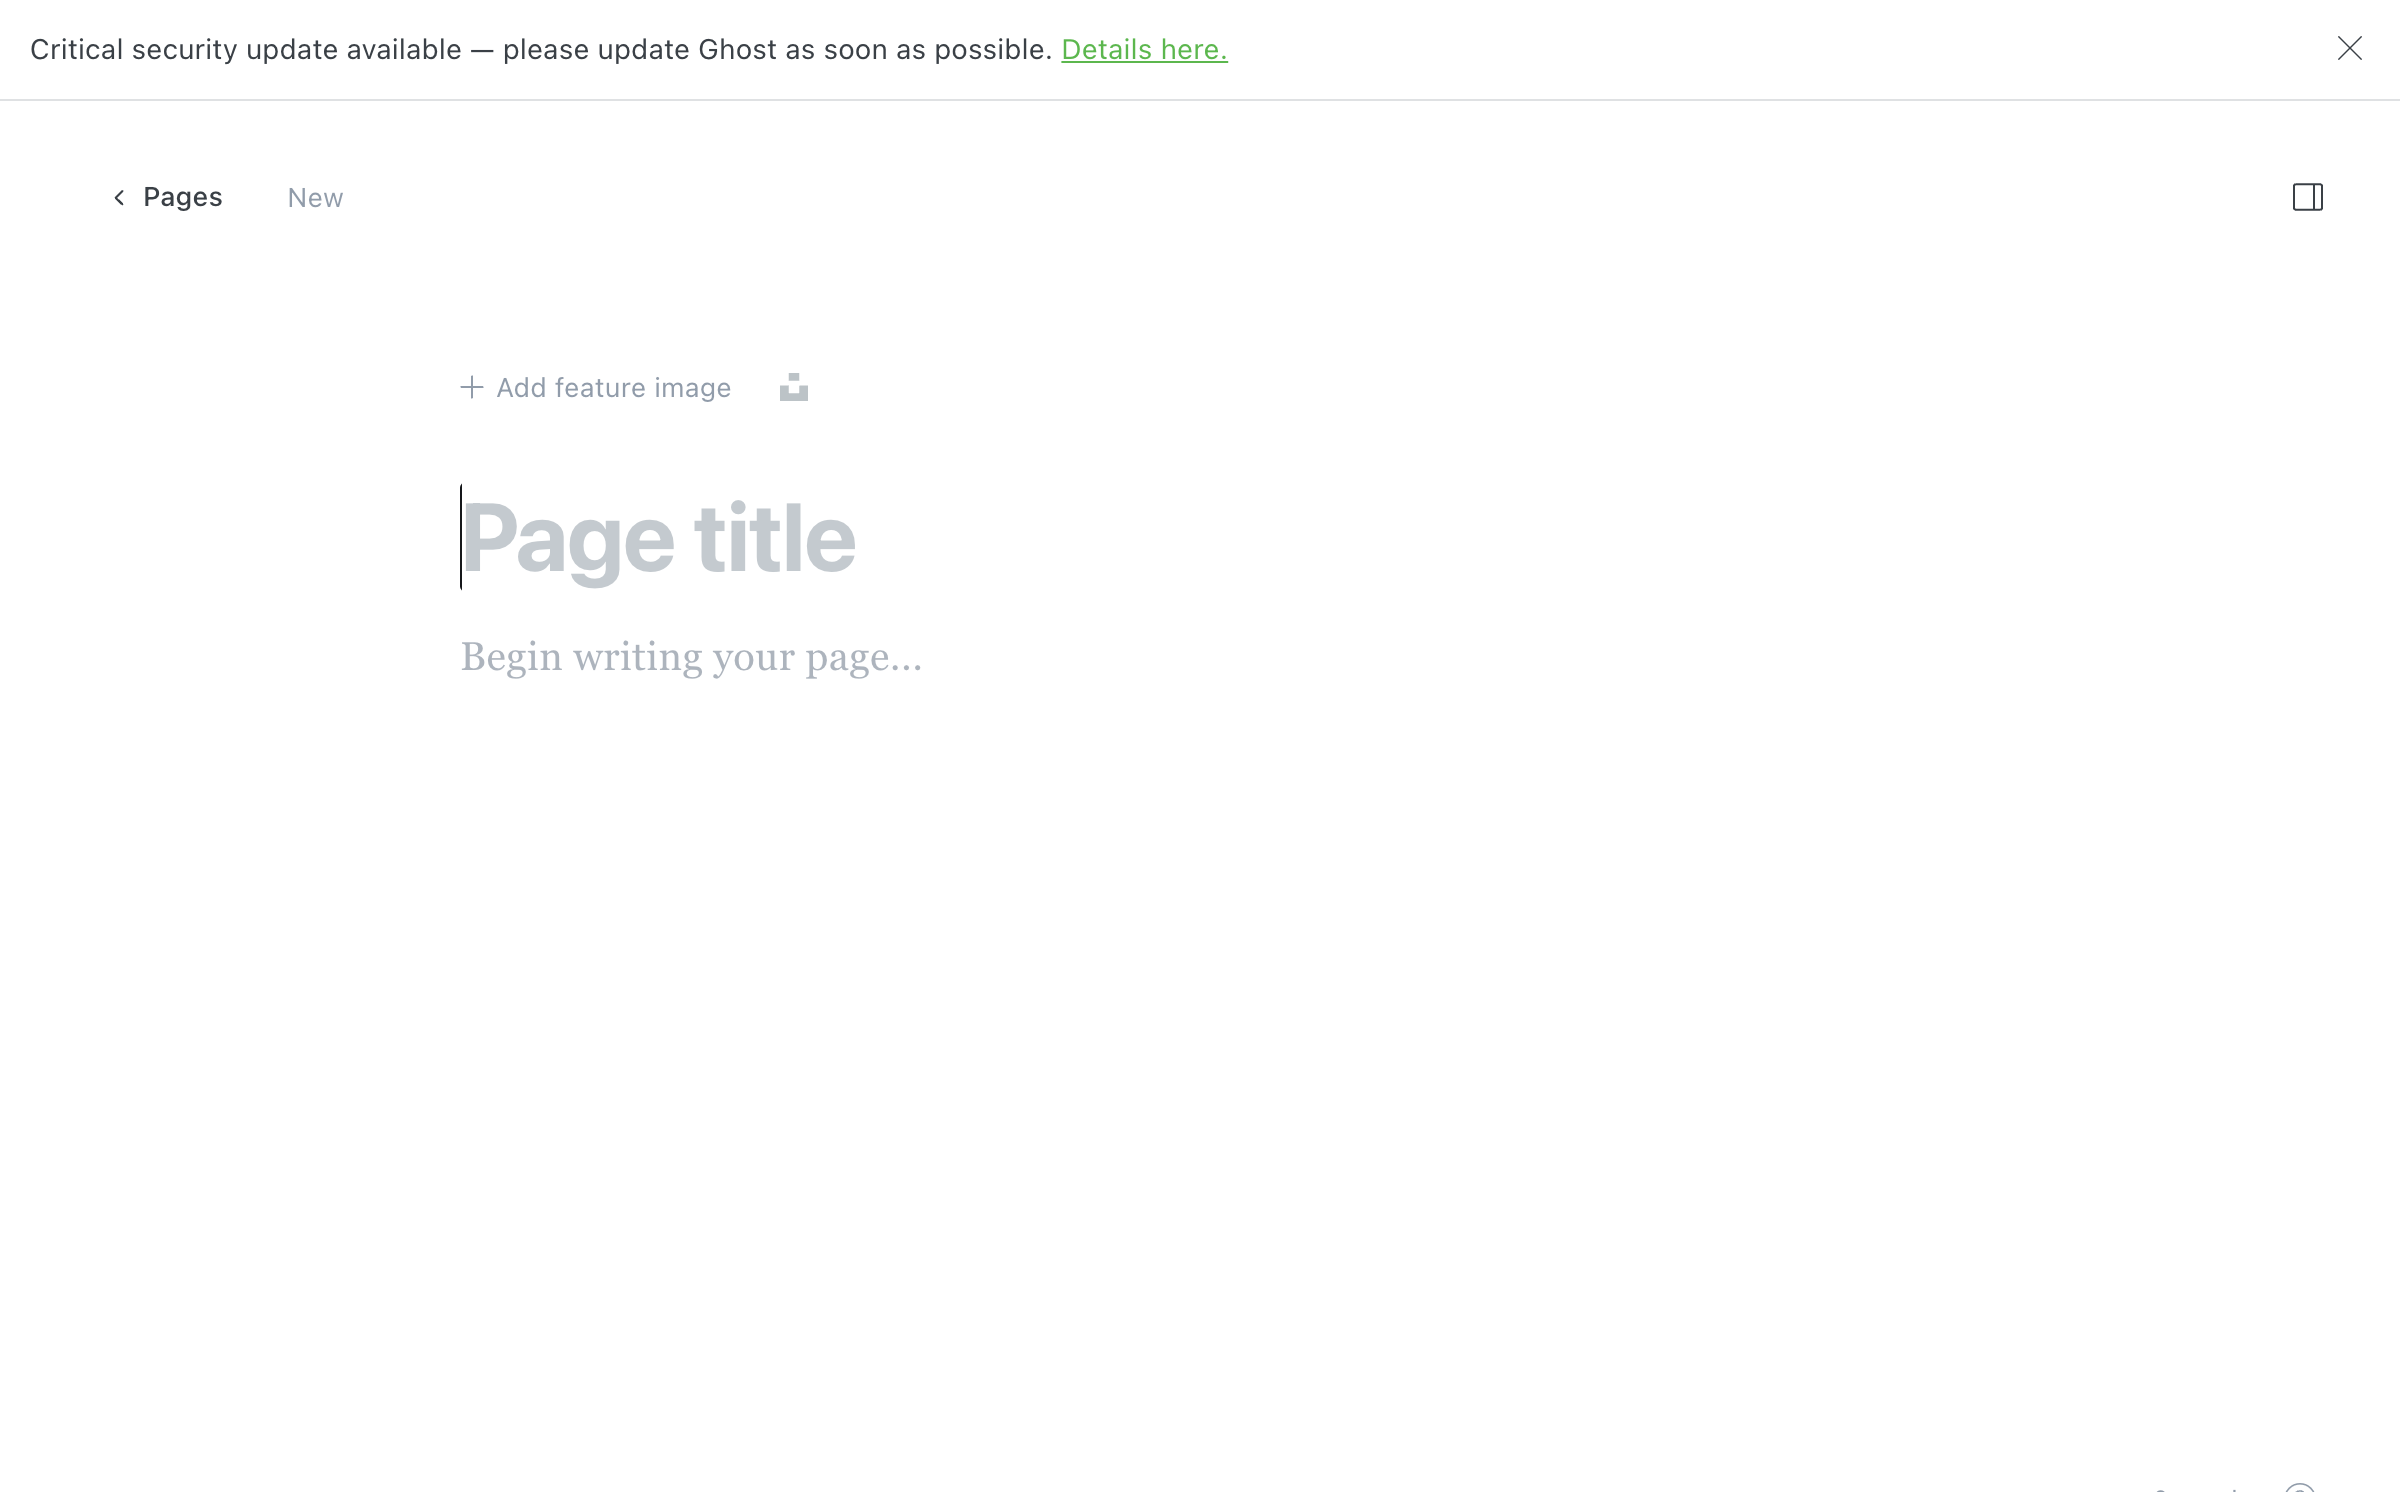 Critical security update available — please update Ghost as soon as possible. Details here.
Pages
New
Add feature image
Page title
Begin writing your page...